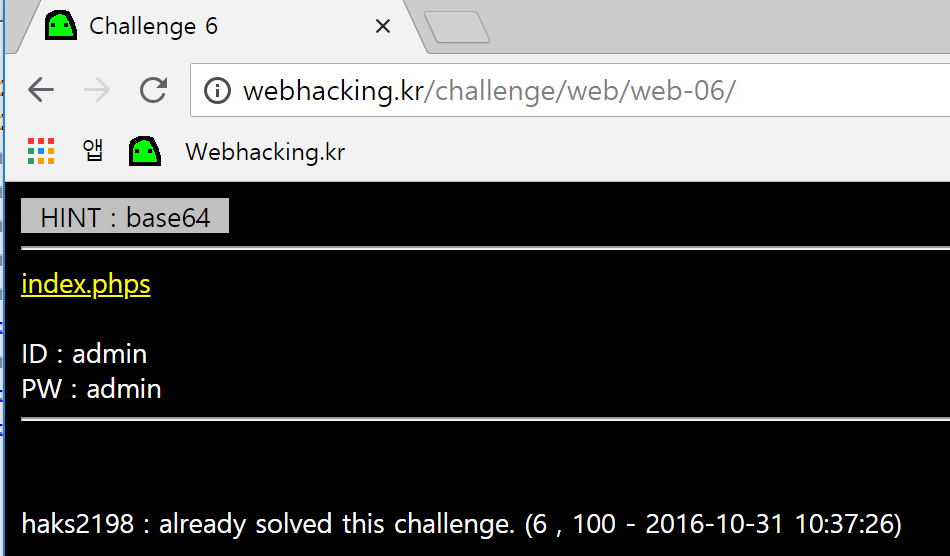 Challenge 6
webhacking.kr/challenge/web/web-06/
앱 Webhacking.kr
HINT : base64
index.phps
ID : admin
PW : admin
haks2198 : already solved this challenge. (6 , 100 - 2016-10-31 10:37:26)